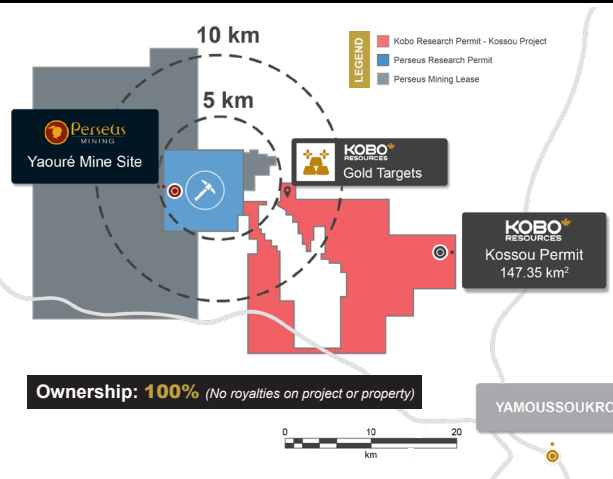 10 km
5 km
LEGEND
Kobo Research Permit - Kossou Project
Perseus Research Permit
Perseus Mining Lease
Perseus
MINING
Yaouré Mine Site
KOBO
RESOURCES
Gold Targets
KOBO
RESOURCES
Kossou Permit
147.35 km²
Ownership: 100% (No royalties on project or property)
YAMOUSSOUKRO
0 10 20
km